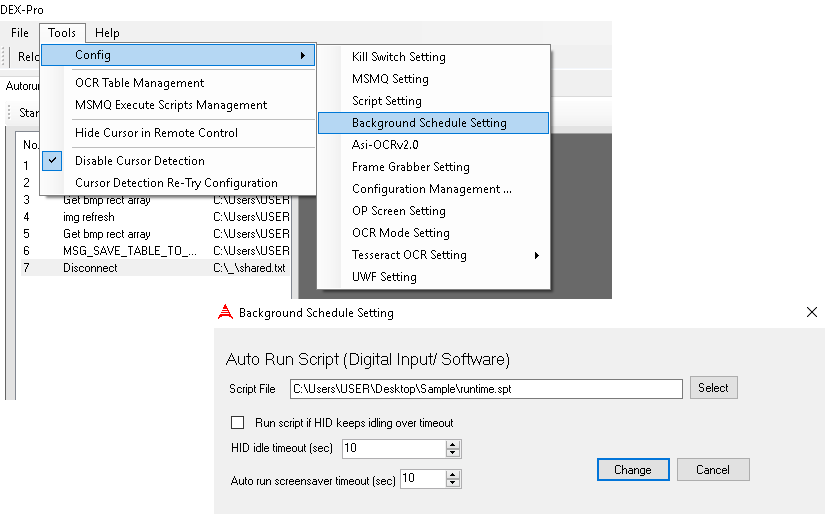 DEX-Pro
File Tools Help
Relo
Config
Autorun
OCR Table Management
MSMQ Execute Scripts Management
Star
Hide Cursor in Remote Control
No.
Disable Cursor Detection
Cursor Detection Re-Try Configuration
Kill Switch Setting
MSMQ Setting
Script Setting
Background Schedule Setting
Asi-OCRv2.0
Frame Grabber Setting
Configuration Management ...
OP Screen Setting
OCR Mode Setting
Tesseract OCR Setting
UWF Setting
1
2
3 Get bmp rect array C:\Users\USER
4 img refresh C:\Users\USER
5 Get bmp rect array C:\Users\USER
6 MSG_SAVE_TABLE_TO_... C:\Users\USER
7 Disconnect C:\_\shared.txt
Background Schedule Setting
Auto Run Script (Digital Input/ Software)
Script File C:\Users\USER\Desktop\Sample\runtime.spt Select
Run script if HID keeps idling over timeout
HID idle timeout (sec) 10
Auto run screensaver timeout (sec) 10
Change Cancel